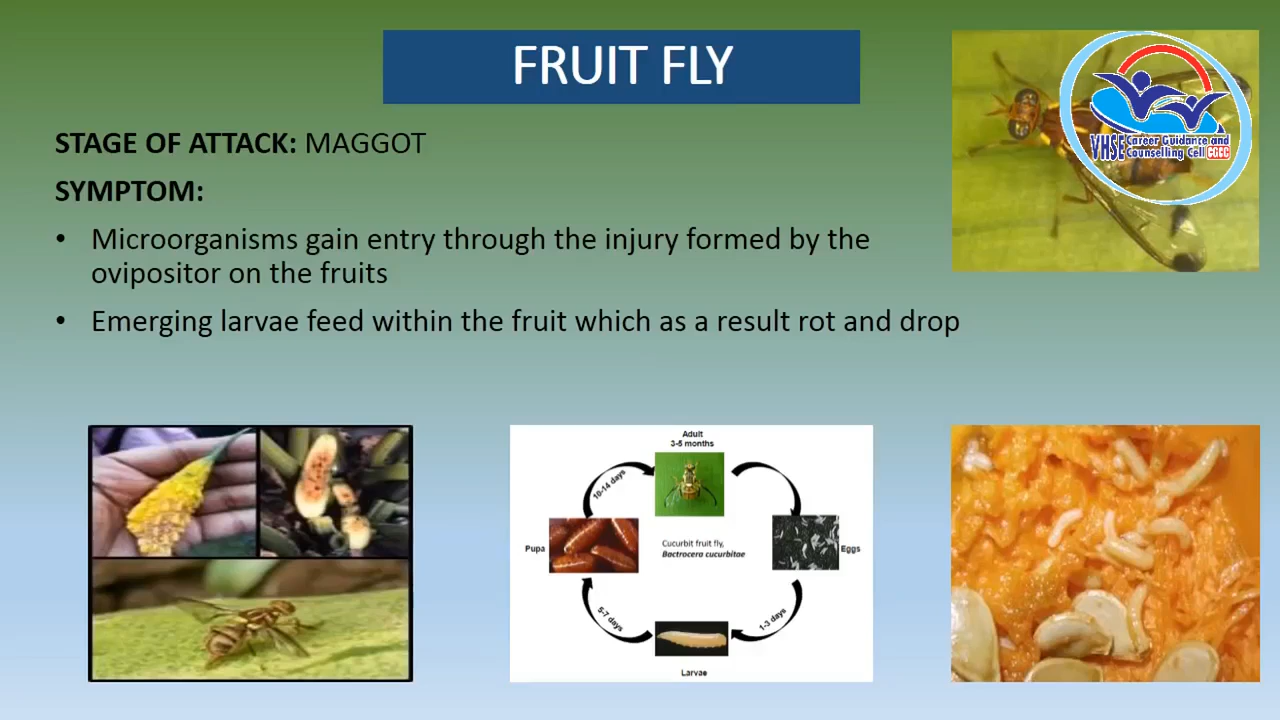 FRUIT FLY
STAGE OF ATTACK: MAGGOT
SYMPTOM:
• Microorganisms gain entry through the injury formed by the
ovipositor on the fruits
• Emerging larvae feed within the fruit which as a result rot and drop
VHSE Career Guidance and
Counselling Cell CGCC
Adult
3-5 months
10-14 days
Cucurbit fruit fly,
Bactrocera cucurbitae
Pupa
Eggs
5-7 days
1-3 days
Larvae